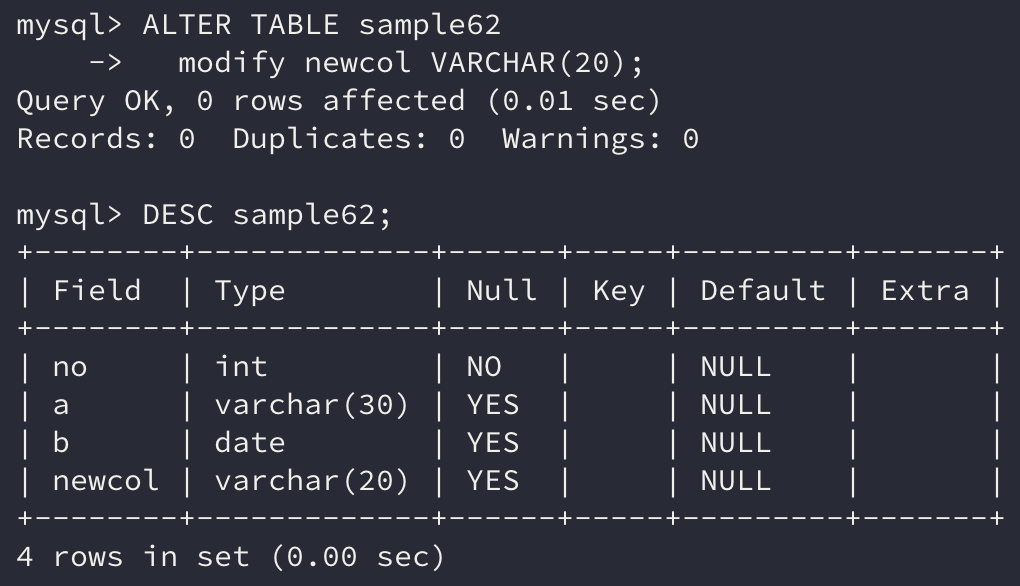 mysql> ALTER TABLE sample62
    ->   modify newcol VARCHAR(20);
Query OK, 0 rows affected (0.01 sec)
Records: 0  Duplicates: 0  Warnings: 0

mysql> DESC sample62;
+--------+-------------+------+-----+---------+-------+
| Field  | Type        | Null | Key | Default | Extra |
+--------+-------------+------+-----+---------+-------+
| no     | int         | NO   |     | NULL    |       |
| a      | varchar(30) | YES  |     | NULL    |       |
| b      | date        | YES  |     | NULL    |       |
| newcol | varchar(20) | YES  |     | NULL    |       |
+--------+-------------+------+-----+---------+-------+
4 rows in set (0.00 sec)